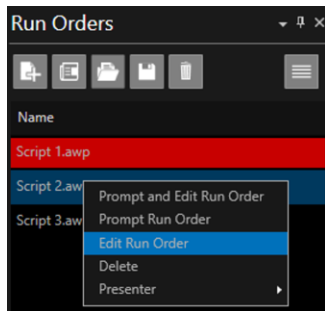 Run Orders
Name
Script 1.awp
Script 2.aw
Prompt and Edit Run Order
Prompt Run Order
Script 3.aw
Edit Run Order
Delete
Presenter